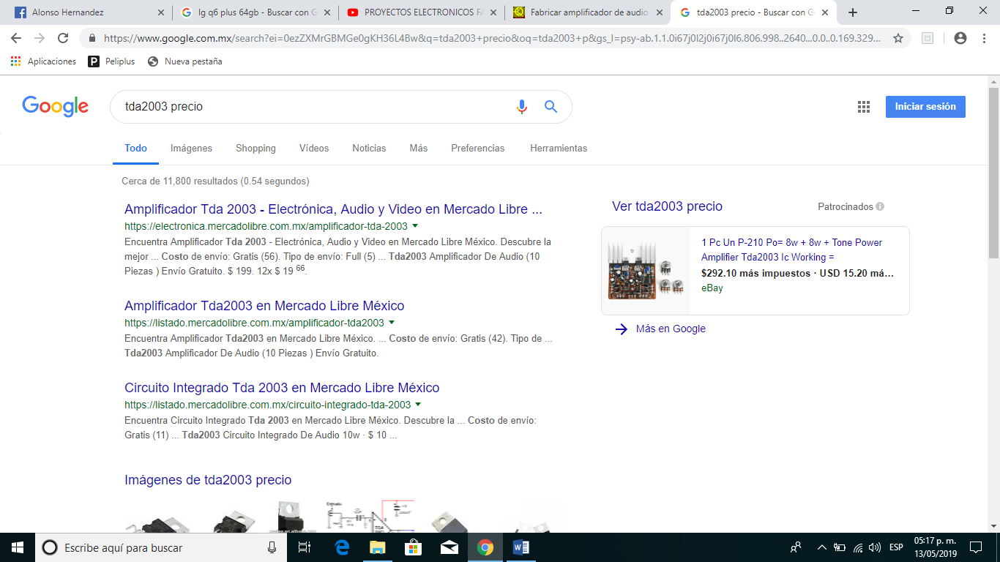 Alonso Hernandez
lg q6 plus 64gb - Buscar con G
PROYECTOS ELECTRONICOS FA
Fabricar amplificador de audio
tda2003 precio - Buscar con G
https://www.google.com.mx/search?ei=0ezZXMrGBMGe0gKH36L4Bw&q=tda2003+precio&oq=tda2003+p&gs_l=psy-ab.1.1.0i67j0l2j0i67j0l6.806.998..2640...0.0..0.169.329...
Aplicaciones
Peliplus
Nueva pestaña
Google
tda2003 precio
Iniciar sesión
Todo
Imágenes
Shopping
Vídeos
Noticias
Más
Preferencias
Herramientas
Cerca de 11,800 resultados (0.54 segundos)
Amplificador Tda 2003 - Electrónica, Audio y Video en Mercado Libre ...
https://electronica.mercadolibre.com.mx/amplificador-tda-2003
Encuentra Amplificador Tda 2003 - Electrónica, Audio y Video en Mercado Libre México. Descubre la
mejor ... Costo de envío: Gratis (56). Tipo de envío: Full (5) ... Tda2003 Amplificador De Audio (10
Piezas ) Envío Gratuito. $ 199. 12x $ 19 66.
Amplificador Tda2003 en Mercado Libre México
https://listado.mercadolibre.com.mx/amplificador-tda2003
Encuentra Amplificador Tda2003 en Mercado Libre México. ... Costo de envío: Gratis (42). Tipo de ...
Tda2003 Amplificador De Audio (10 Piezas ) Envío Gratuito.
Circuito Integrado Tda 2003 en Mercado Libre México
https://listado.mercadolibre.com.mx/circuito-integrado-tda-2003
Encuentra Circuito Integrado Tda 2003 en Mercado Libre México. Descubre la ... Costo de envío:
Gratis (11) ... Tda2003 Circuito Integrado De Audio 10w · $ 10 ...
Imágenes de tda2003 precio
Ver tda2003 precio
Patrocinados
1 Pc Un P-210 Po= 8w + 8w + Tone Power
Amplifier Tda2003 Ic Working =
$292.10 más impuestos · USD 15.20 má...
eBay
Más en Google
Escribe aquí para buscar
ESP
05:17 p. m.
13/05/2019